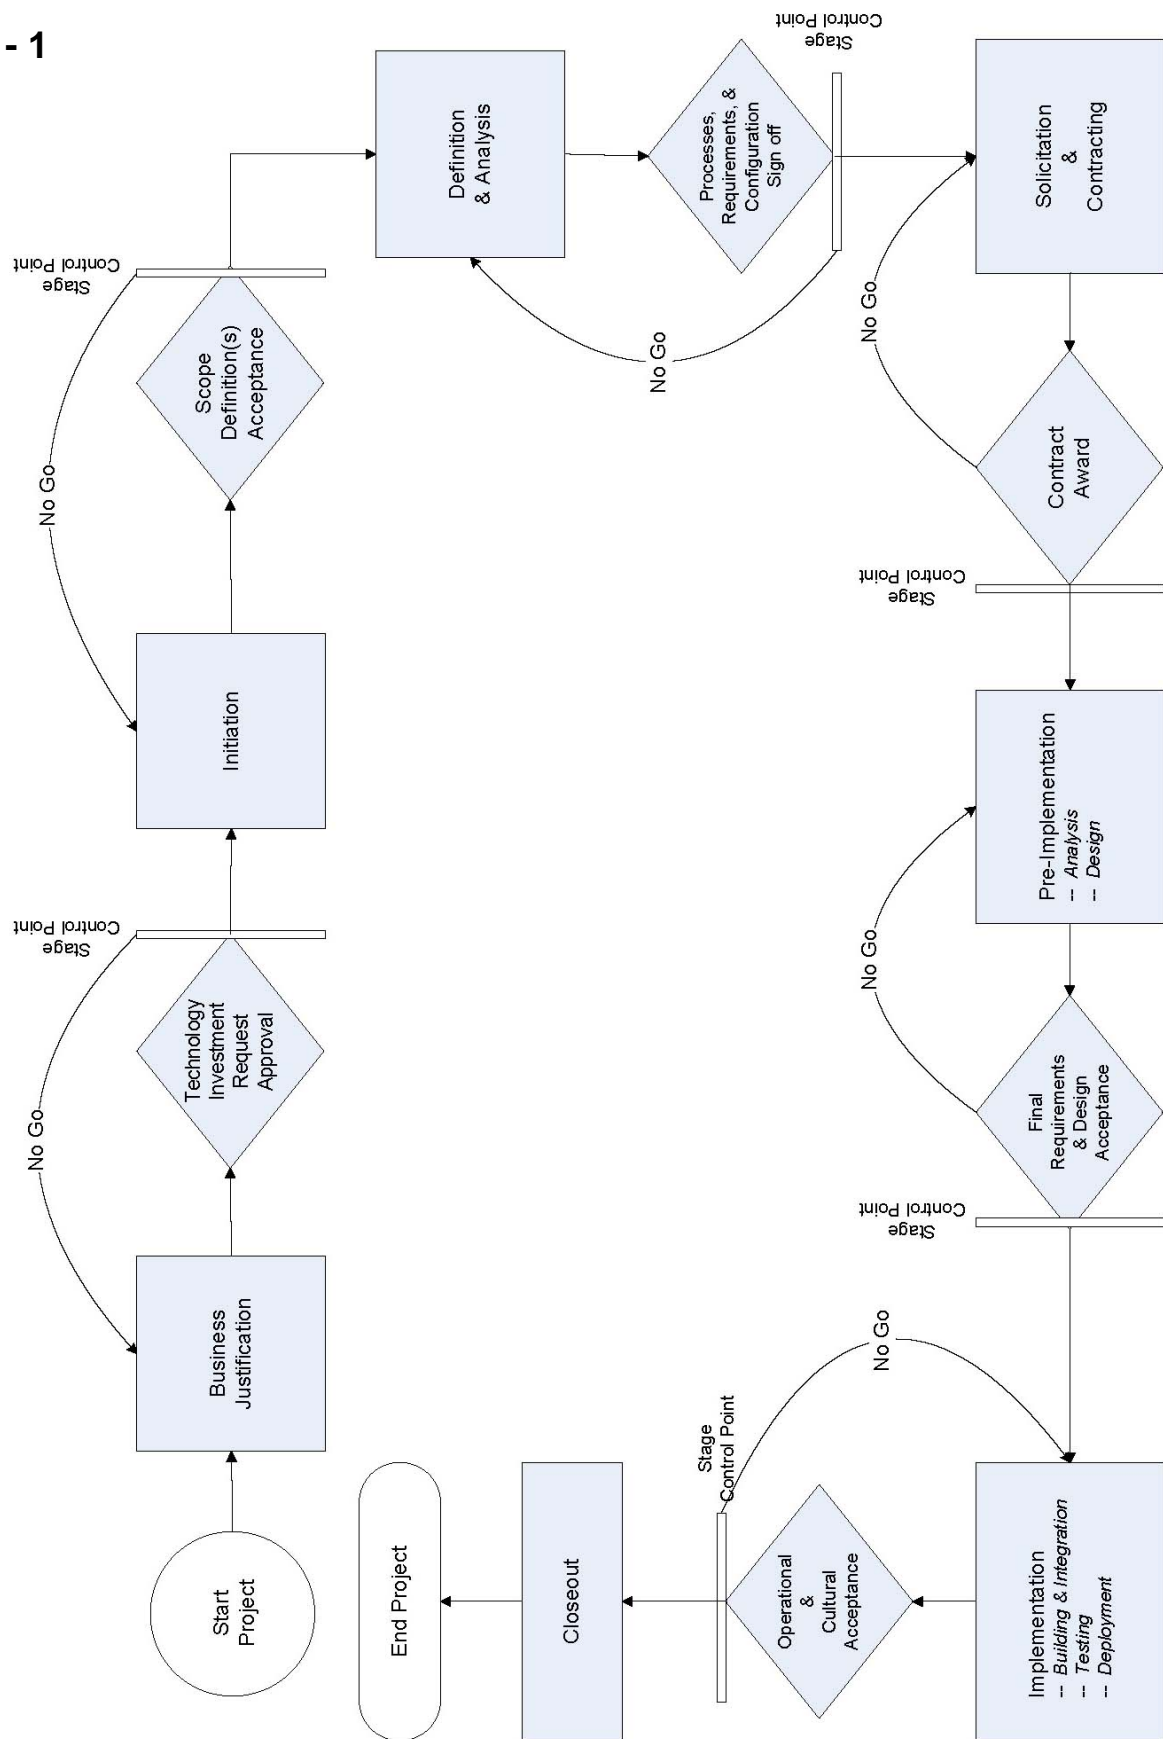 - 1
Start
Project
Business
Justification
No Go
Technology
Investment
Request
Approval
Stage
Control Point
Initiation
No Go
Scope
Definition(s)
Acceptance
Stage
Control Point
Definition
& Analysis
No Go
Processes,
Requirements, &
Configuration
Sign off
Stage
Control Point
Solicitation
&
Contracting
No Go
Contract
Award
Stage
Control Point
Pre-Implementation
-- Analysis
-- Design
No Go
Final
Requirements
& Design
Acceptance
Stage
Control Point
Implementation
-- Building & Integration
-- Testing
-- Deployment
No Go
Operational
&
Cultural
Acceptance
Stage
Control Point
Closeout
End Project